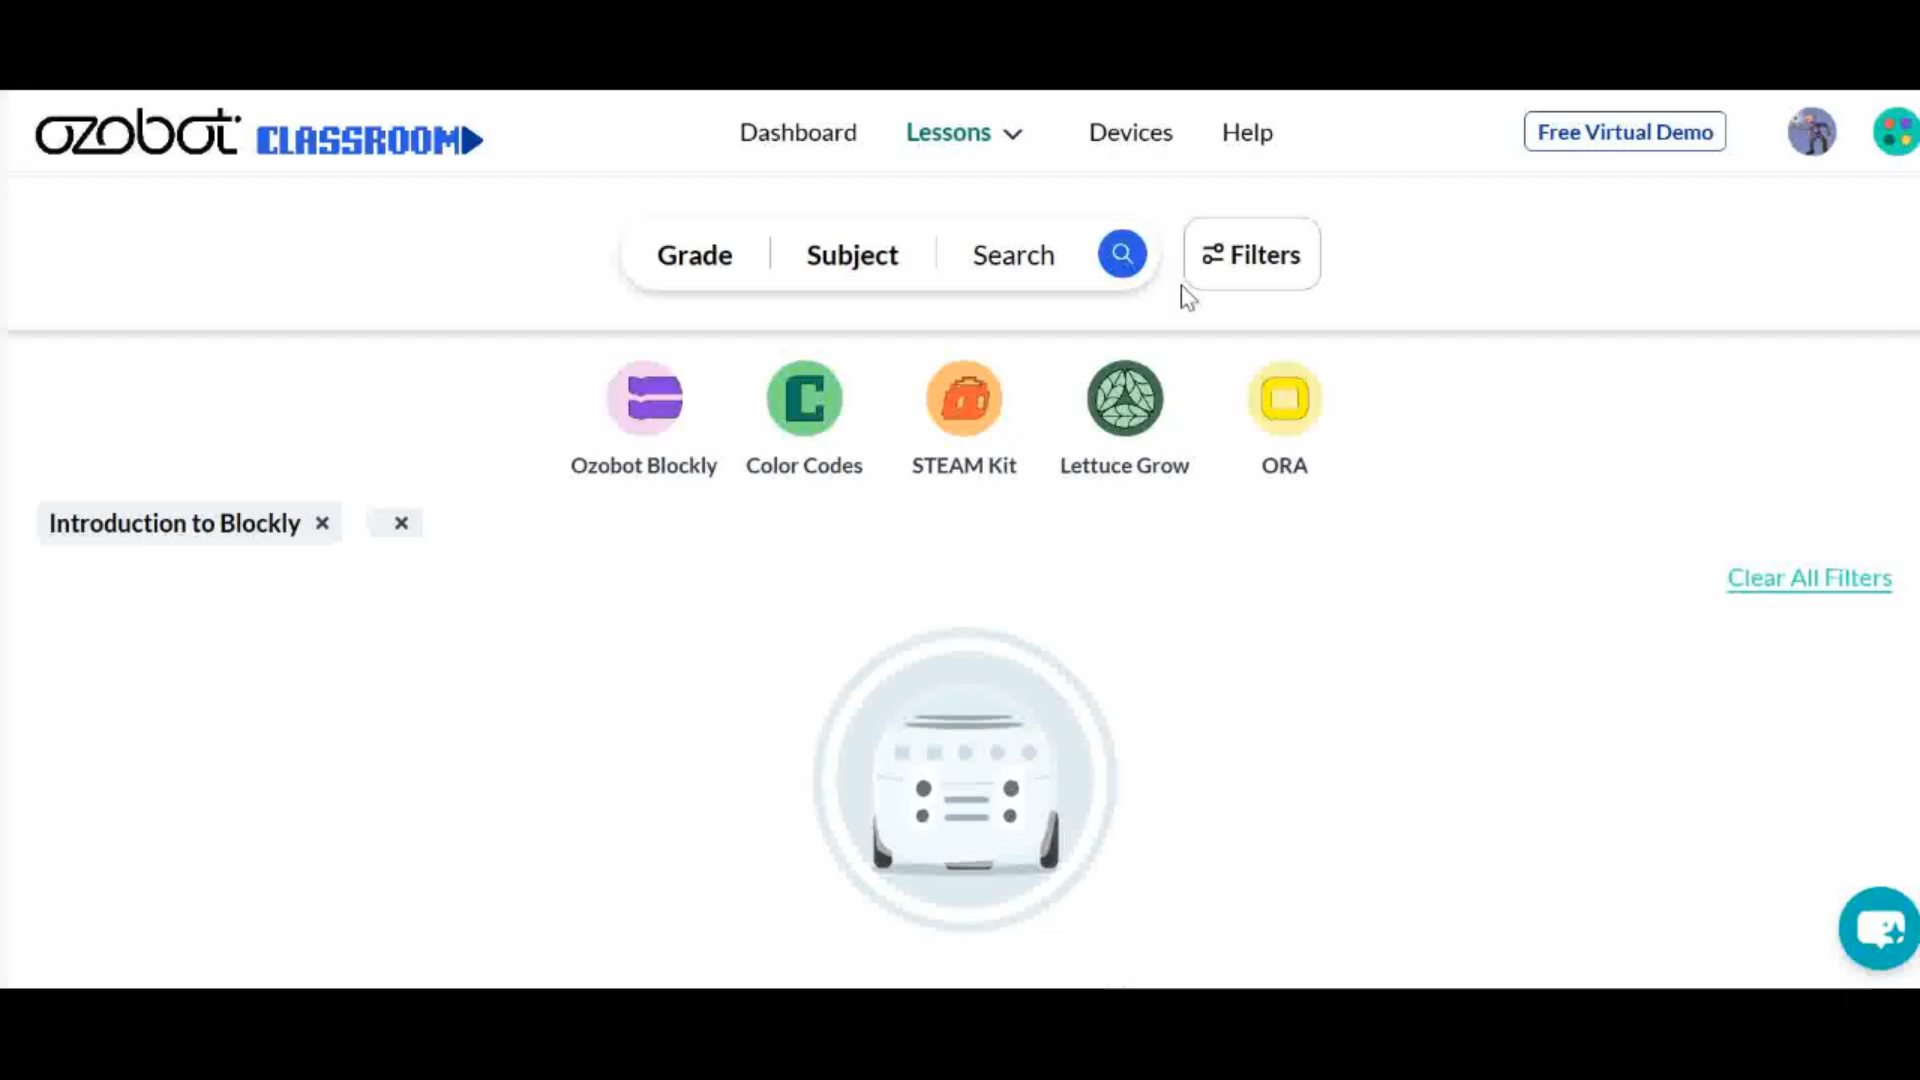 ozobot CLASSROOM
Dashboard Lessons Devices Help
Free Virtual Demo
Grade Subject Search Filters
Ozobot Blockly Color Codes STEAM Kit Lettuce Grow ORA
Introduction to Blockly × ×
Clear All Filters